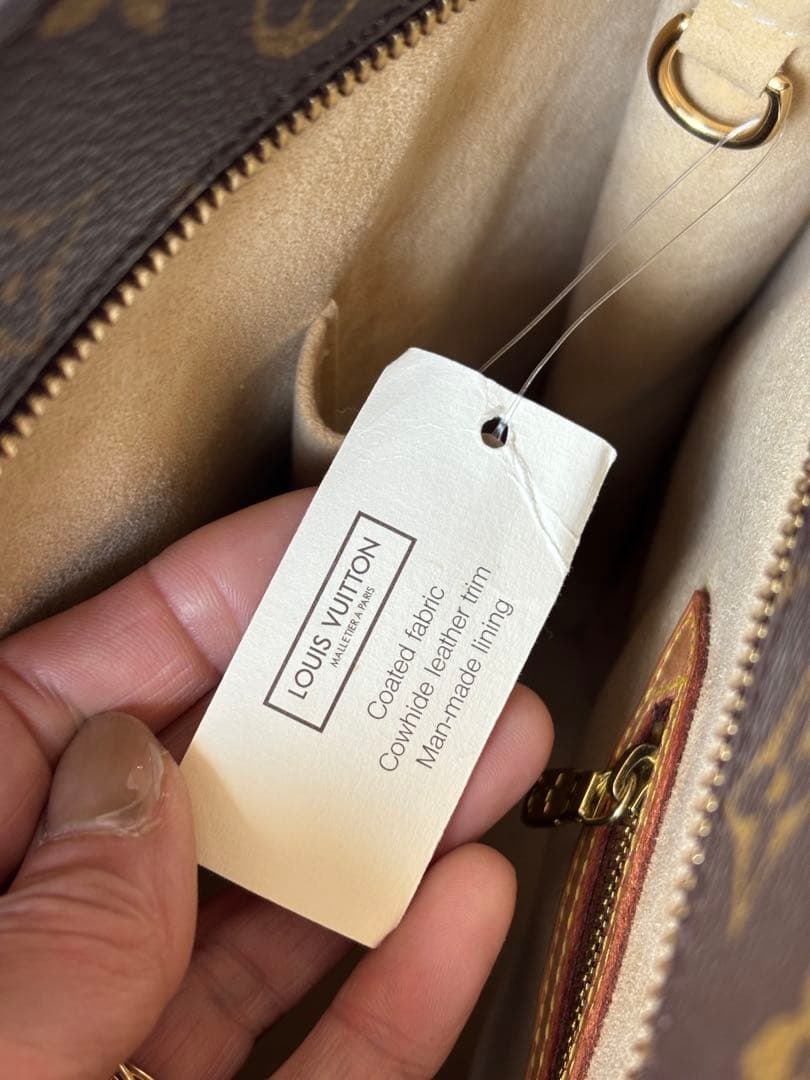 LOUIS VUITTON
MALLETIER A PARIS
Coated fabric
Cowhide leather trim
Man-made lining